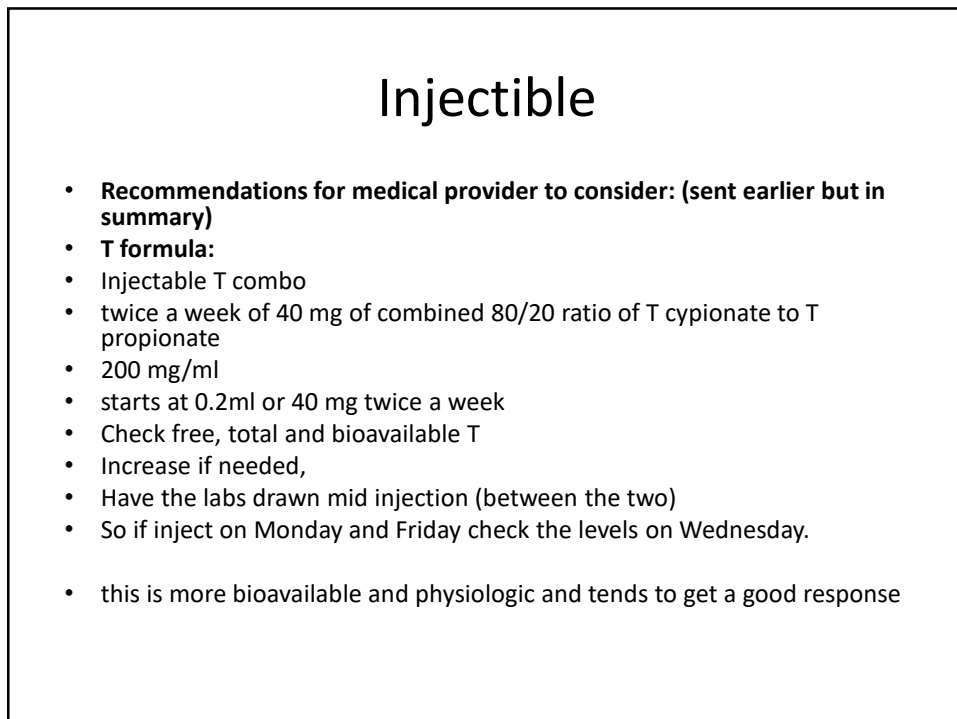 Injectible
• Recommendations for medical provider to consider: (sent earlier but in
summary)
• T formula:
• Injectable T combo
• twice a week of 40 mg of combined 80/20 ratio of T cypionate to T
propionate
• 200 mg/ml
• starts at 0.2ml or 40 mg twice a week
• Check free, total and bioavailable T
• Increase if needed,
• Have the labs drawn mid injection (between the two)
• So if inject on Monday and Friday check the levels on Wednesday.
• this is more bioavailable and physiologic and tends to get a good response